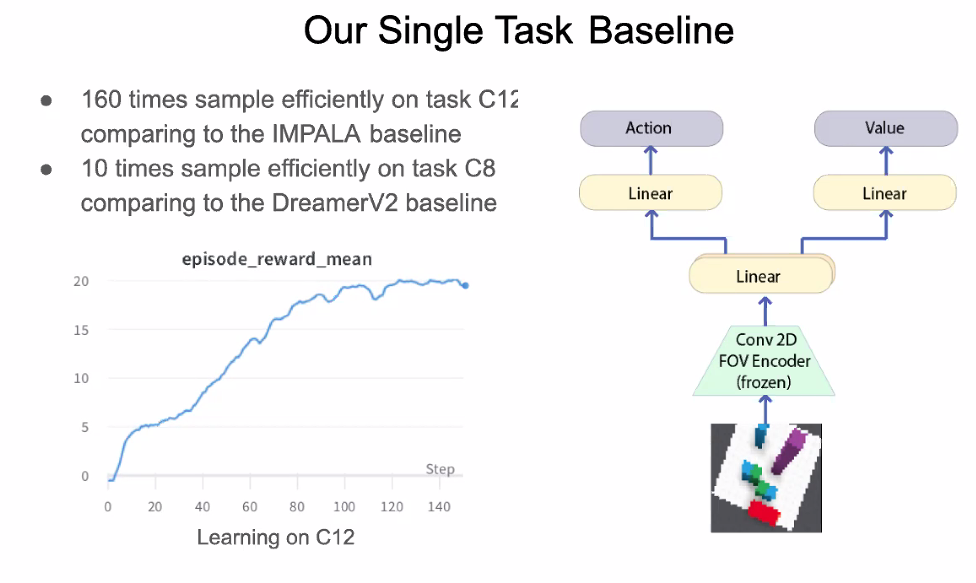 Our Single Task Baseline
● 160 times sample efficiently on task C12
comparing to the IMPALA baseline
● 10 times sample efficiently on task C8
comparing to the DreamerV2 baseline
episode_reward_mean
20
15
10
5
0
Step
0 20 40 60 80 100 120 140
Learning on C12
Action
Value
Linear
Linear
Linear
Conv 2D
FOV Encoder
(frozen)